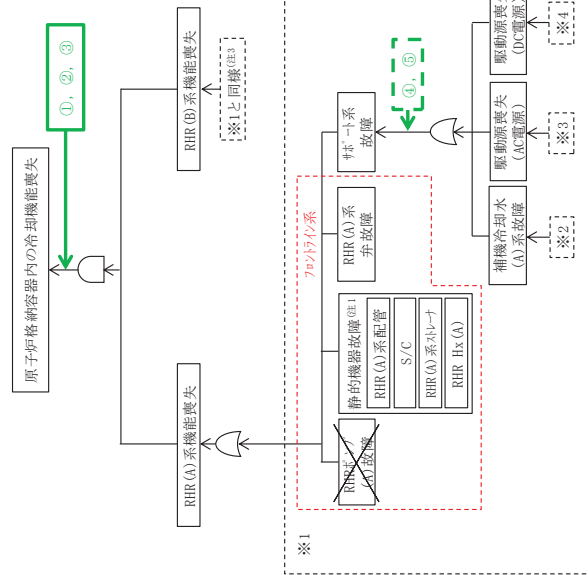 原子炉格納容器内の冷却機能喪失
①, ②, ③
RHR(A)系機能喪失
RHR(B)系機能喪失
※1と同様(注3
※1
フロントライン系
RHRポンプ
(A)故障
静的機器故障(注1
RHR(A)系配管
S/C
RHR(A)系ストレーナ
RHR Hx(A)
RHR(A)系
弁故障
サポート系
故障
④, ⑤
補機冷却水
(A)系故障
駆動源喪失
(AC電源)
駆動源喪失
(DC電源)
※2
※3
※4